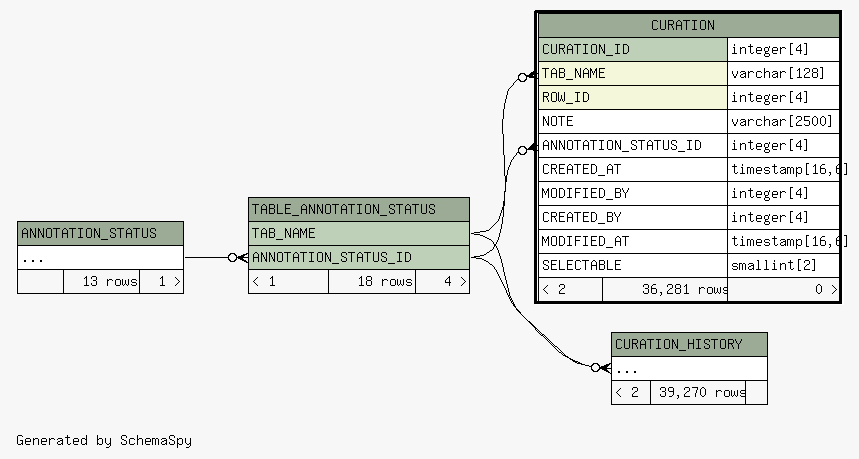 CURATION
CURATION_ID integer[4]
TAB_NAME varchar[128]
ROW_ID integer[4]
NOTE varchar[2500]
ANNOTATION_STATUS_ID integer[4]
CREATED_AT timestamp[16,6]
MODIFIED_BY integer[4]
CREATED_BY integer[4]
MODIFIED_AT timestamp[16,6]
SELECTABLE smallint[2]
< 2 36,281 rows 0 >
TABLE_ANNOTATION_STATUS
TAB_NAME
ANNOTATION_STATUS_ID
< 1 18 rows 4 >
ANNOTATION_STATUS
...
13 rows 1 >
CURATION_HISTORY
...
< 2 39,270 rows
Generated by SchemaSpy